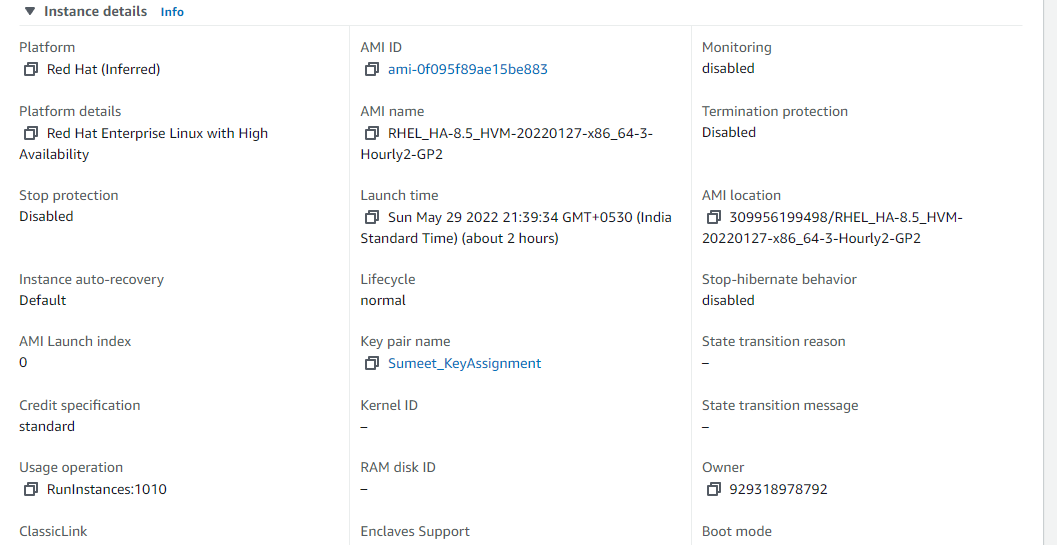 Instance details Info
Platform
Red Hat (Inferred)
AMI ID
ami-0f095f89ae15be883
Monitoring
disabled
Platform details
Red Hat Enterprise Linux with High
Availability
AMI name
RHEL_HA-8.5_HVM-20220127-x86_64-3-
Hourly2-GP2
Termination protection
Disabled
Stop protection
Disabled
Launch time
Sun May 29 2022 21:39:34 GMT+0530 (India
Standard Time) (about 2 hours)
AMI location
309956199498/RHEL_HA-8.5_HVM-
20220127-x86_64-3-Hourly2-GP2
Instance auto-recovery
Default
Lifecycle
normal
Stop-hibernate behavior
disabled
AMI Launch index
0
Key pair name
Sumeet_KeyAssignment
State transition reason
–
Credit specification
standard
Kernel ID
–
State transition message
–
Usage operation
RunInstances:1010
RAM disk ID
–
Owner
929318978792
ClassicLink
Enclaves Support
Boot mode